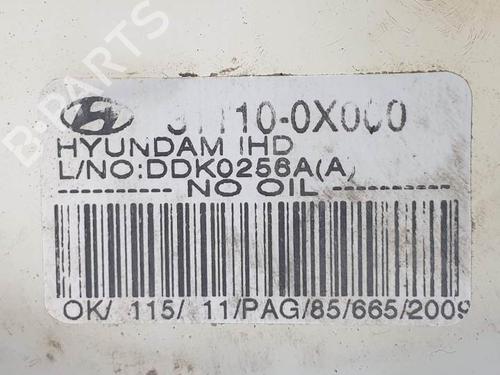 31110-0X000
HYUNDAM IHD
L/NO:DDK0256A(A)
NO OIL
OK/ 115/ 11/PAG/85/665/2009
B-PARTS